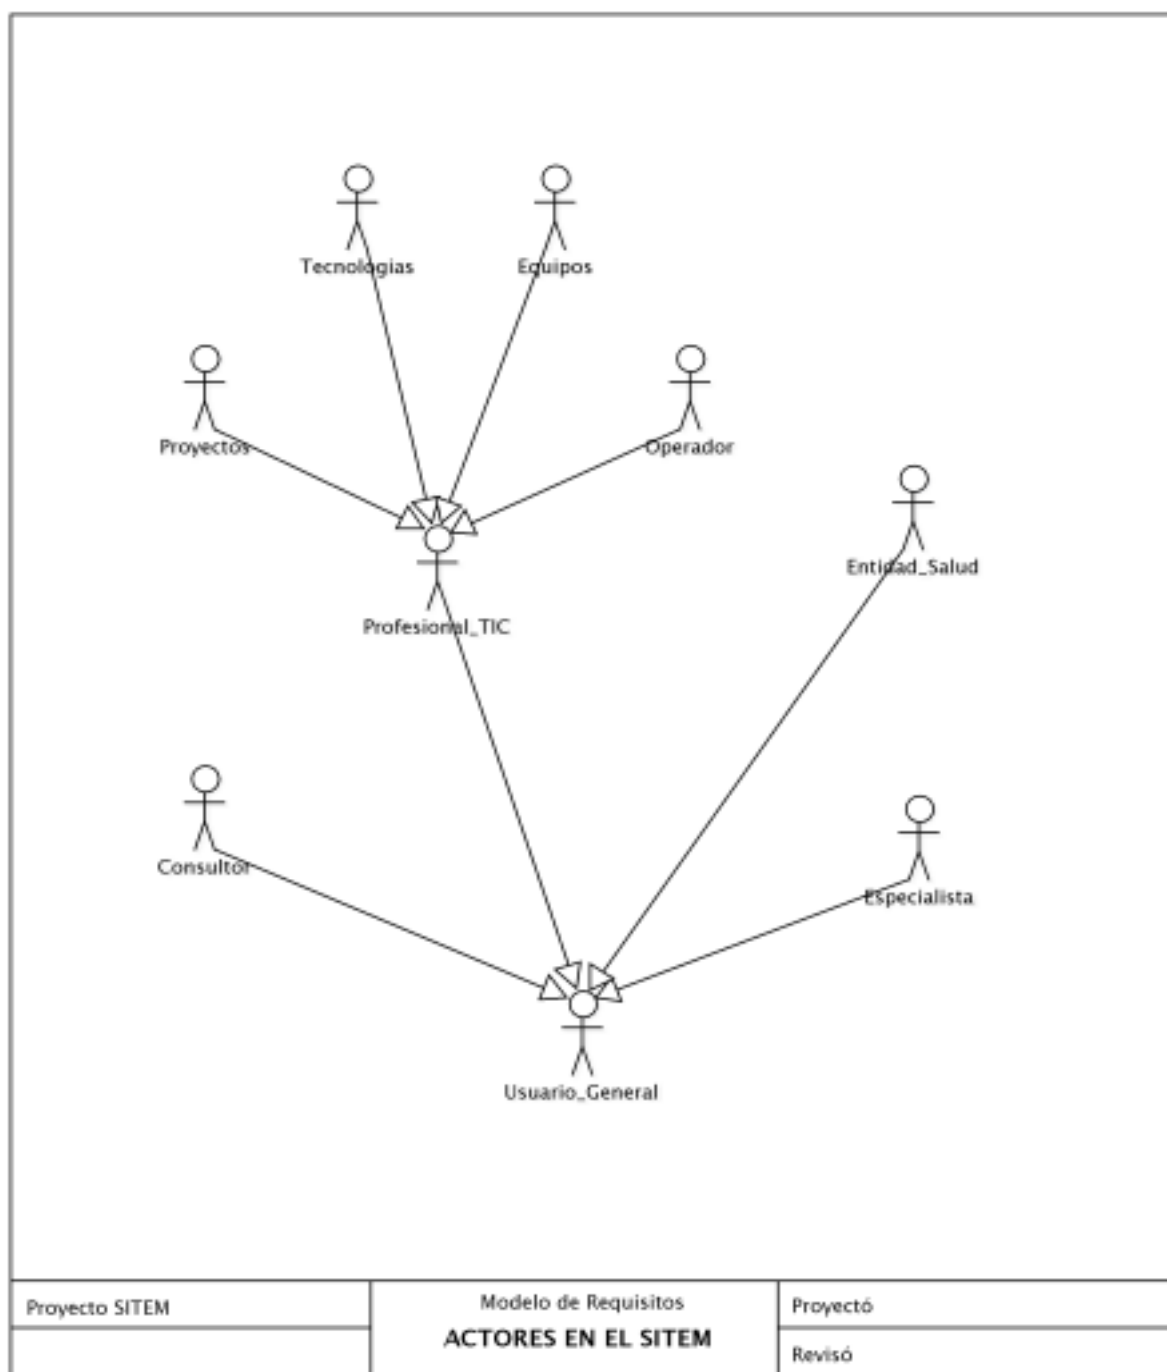 Tecnologias
Equipos
Proyectos
Operador
Entidad_Salud
Profesional_TIC
Consultor
Especialista
Usuario_General
Proyecto SITEM
Modelo de Requisitos
ACTORES EN EL SITEM
Proyectó
Revisó